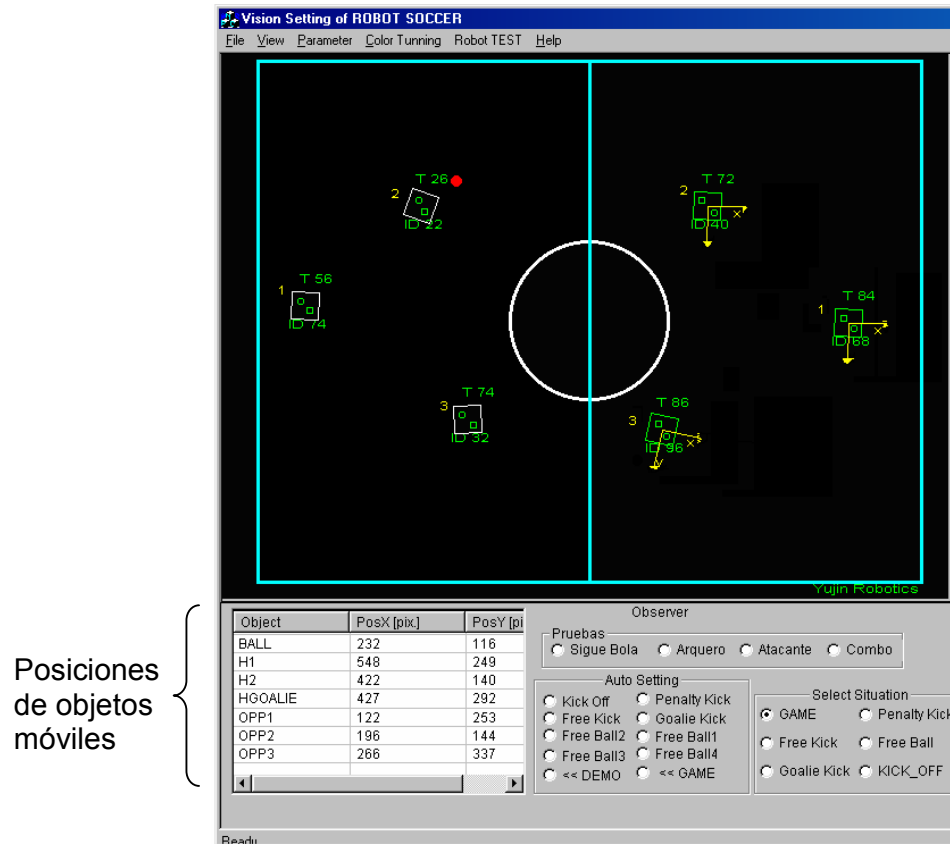 Vision Setting of ROBOT SOCCER
File View Parameter Color Tunning Robot TEST Help
T 26
2
ID 22
T 72
2
x
ID 40
T 56
1
ID 74
T 84
1
x
ID 68
T 74
3
ID 32
T 86
3
x
ID 96
y
Yujin Robotics
Posiciones
de objetos
móviles
Object PosX [pix.] PosY [pi
BALL 232 116
H1 548 249
H2 422 140
HGOALIE 427 292
OPP1 122 253
OPP2 196 144
OPP3 266 337
Observer
Pruebas
Sigue Bola Arquero Atacante Combo
Auto Setting
Kick Off Penalty Kick
Free Kick Goalie Kick
Free Ball2 Free Ball1
Free Ball3 Free Ball4
<< DEMO << GAME
Select Situation
GAME Penalty Kick
Free Kick Free Ball
Goalie Kick KICK_OFF
Ready